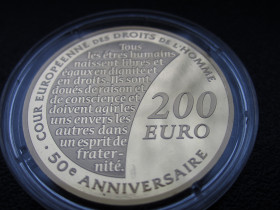 COUR EUROPÉENNE DES DROITS DE L'HOMME
Tous
les êtres humains
naissent libres et
égaux en dignité et
en droits. Ils sont
doués de raison et
de conscience et
doivent agir les
uns envers les
autres dans
un esprit de
frater-
nité.
200
EURO
50e ANNIVERSAIRE